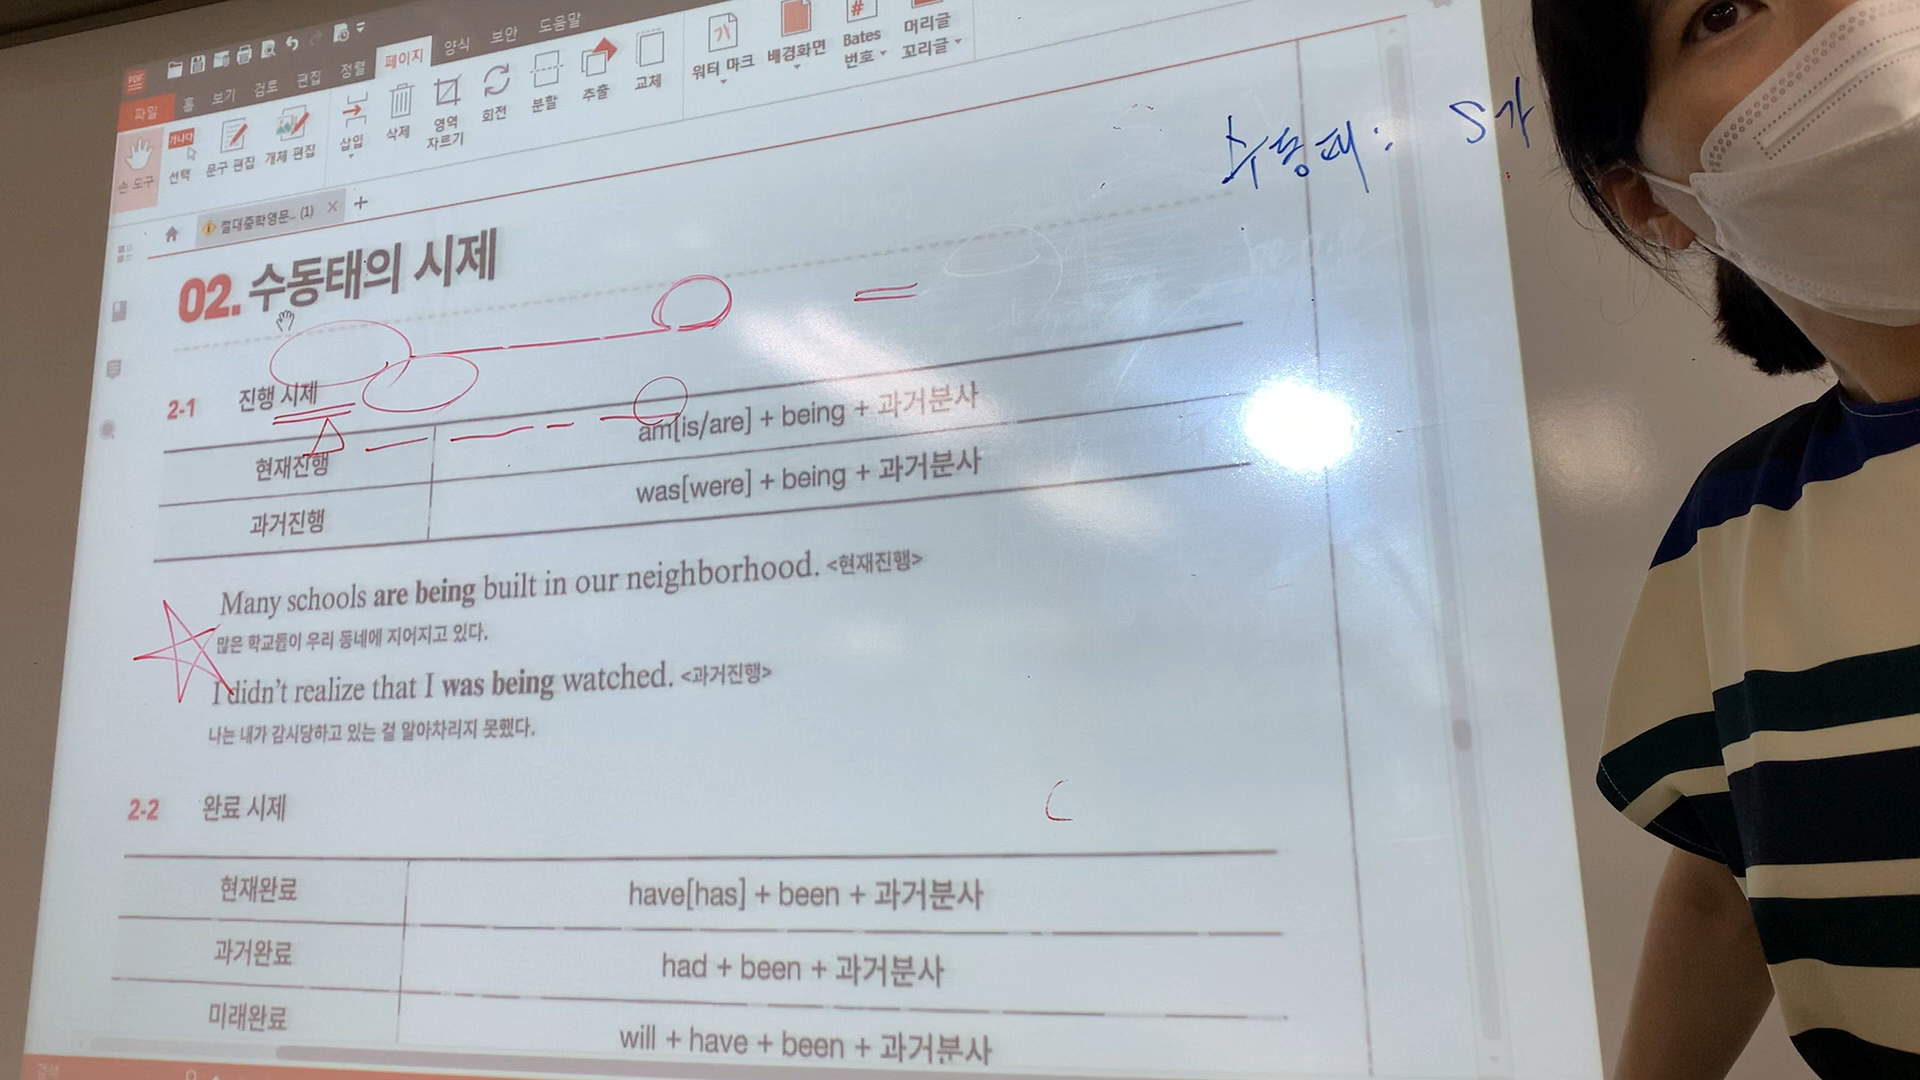 파일 홈 보기 검토 편집 정렬 페이지 양식 보안 도움말
손 도구 선택 문구 편집 개체 편집 삽입 삭제 영역 자르기 회전 분할 추출 교체 워터 마크 배경화면 Bates 번호 머리글 꼬리글
가나다
절대중학영문... (1)
수동태: S가
02. 수동태의 시제
2-1 진행 시제
현재진행 am[is/are] + being + 과거분사
과거진행 was[were] + being + 과거분사
Many schools are being built in our neighborhood. <현재진행>
많은 학교들이 우리 동네에 지어지고 있다.
I didn't realize that I was being watched. <과거진행>
나는 내가 감시당하고 있는 걸 알아차리지 못했다.
2-2 완료 시제
현재완료 have[has] + been + 과거분사
과거완료 had + been + 과거분사
미래완료 will + have + been + 과거분사